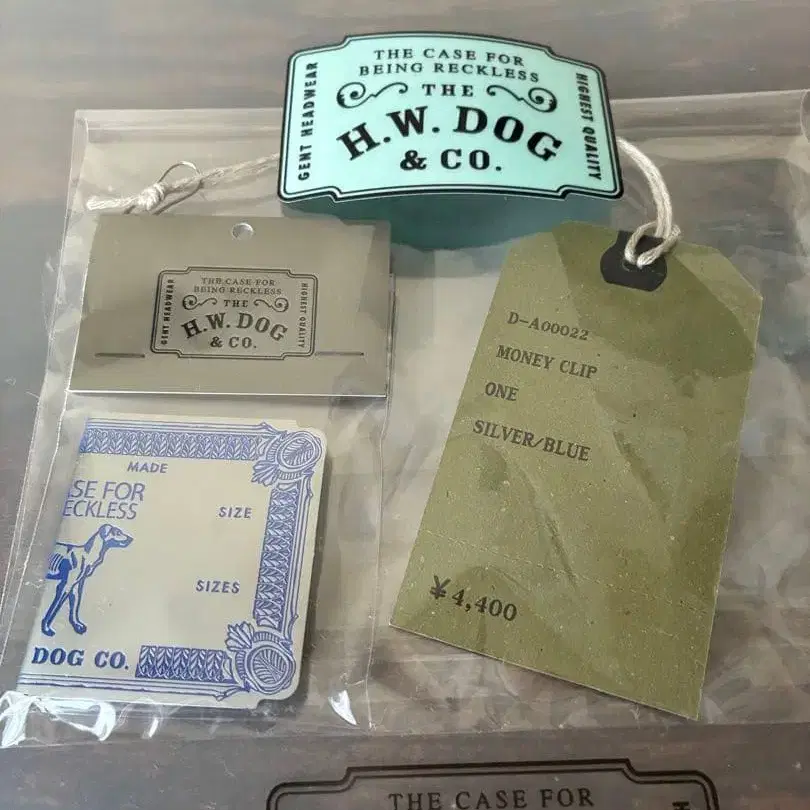 THE CASE FOR
BEING RECKLESS
THE
H.W. DOG
& CO.
GENT HEADWEAR
HIGHEST QUALITY
THE CASE FOR
BEING RECKLESS
THE
H.W. DOG
& CO.
GENT HEADWEAR
HIGHEST QUALITY
D-A00022
MONEY CLIP
ONE
SILVER/BLUE
¥4,400
MADE
SE FOR
ECKLESS
SIZE
SIZES
DOG CO.
THE CASE FOR